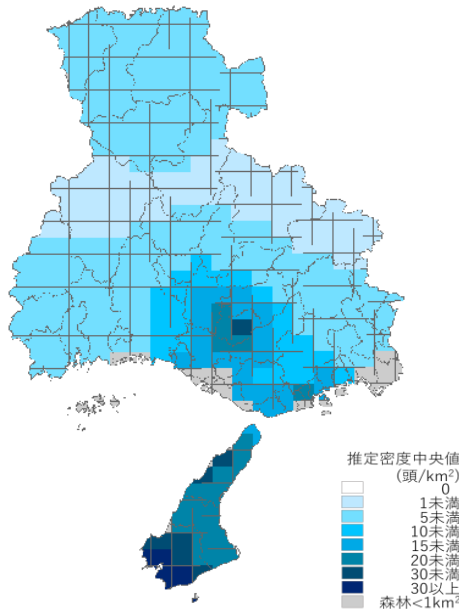 推定密度中央値
(頭/km²)
0
1未満
5未満
10未満
15未満
20未満
30未満
30以上
森林<1km²